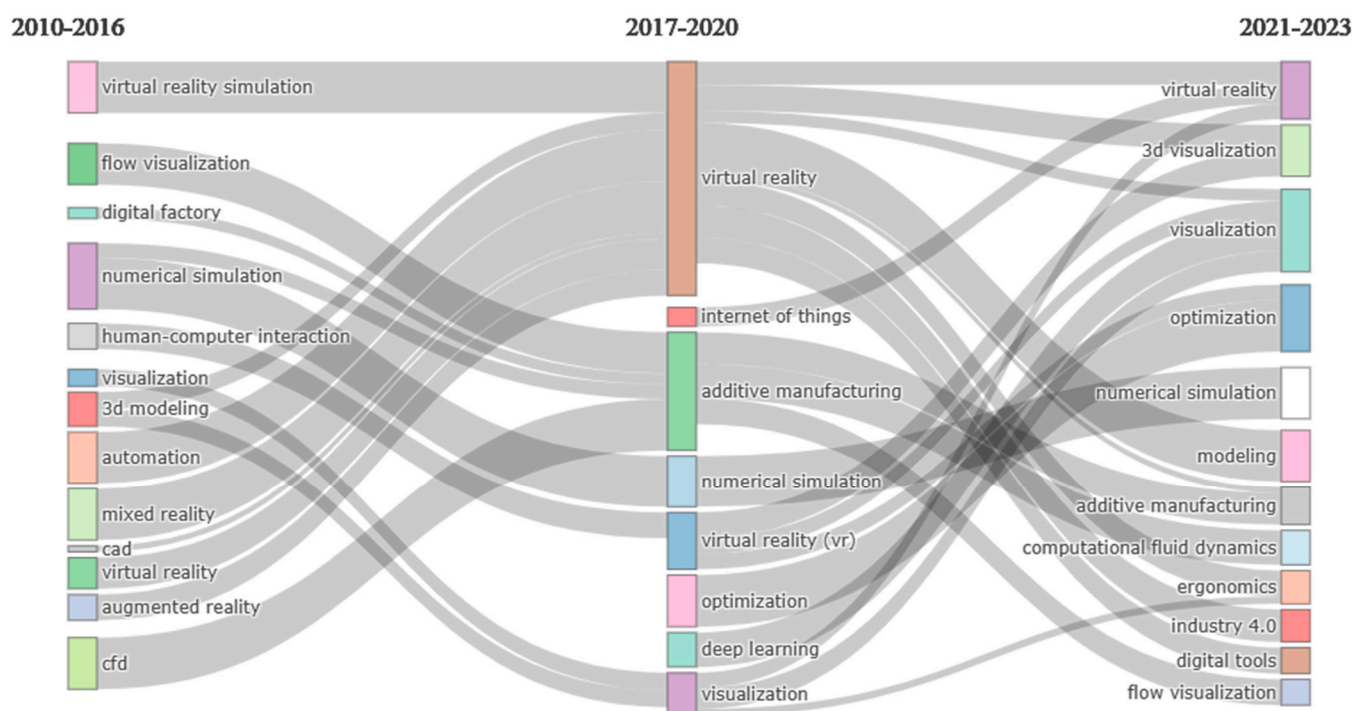 2010-2016
2017-2020
2021-2023
virtual reality simulation
flow visualization
digital factory
numerical simulation
human-computer interaction
visualization
3d modeling
automation
mixed reality
cad
virtual reality
augmented reality
cfd
virtual reality
internet of things
additive manufacturing
numerical simulation
virtual reality (vr)
optimization
deep learning
visualization
virtual reality
3d visualization
visualization
optimization
numerical simulation
modeling
additive manufacturing
computational fluid dynamics
ergonomics
industry 4.0
digital tools
flow visualization